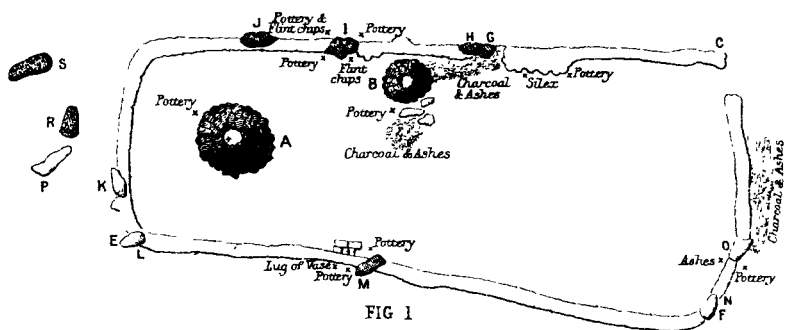 J
Pottery &
Flint chips
I
Pottery
H
G
C
S
Pottery
Flint
chips
B
Charcoal
& Ashes
Silex
Pottery
Pottery
R
A
Pottery
Charcoal & Ashes
Charcoal & Ashes
P
K
E
L
Pottery
Lug of Vase
Pottery
M
O
Ashes
Pottery
N
F
FIG 1